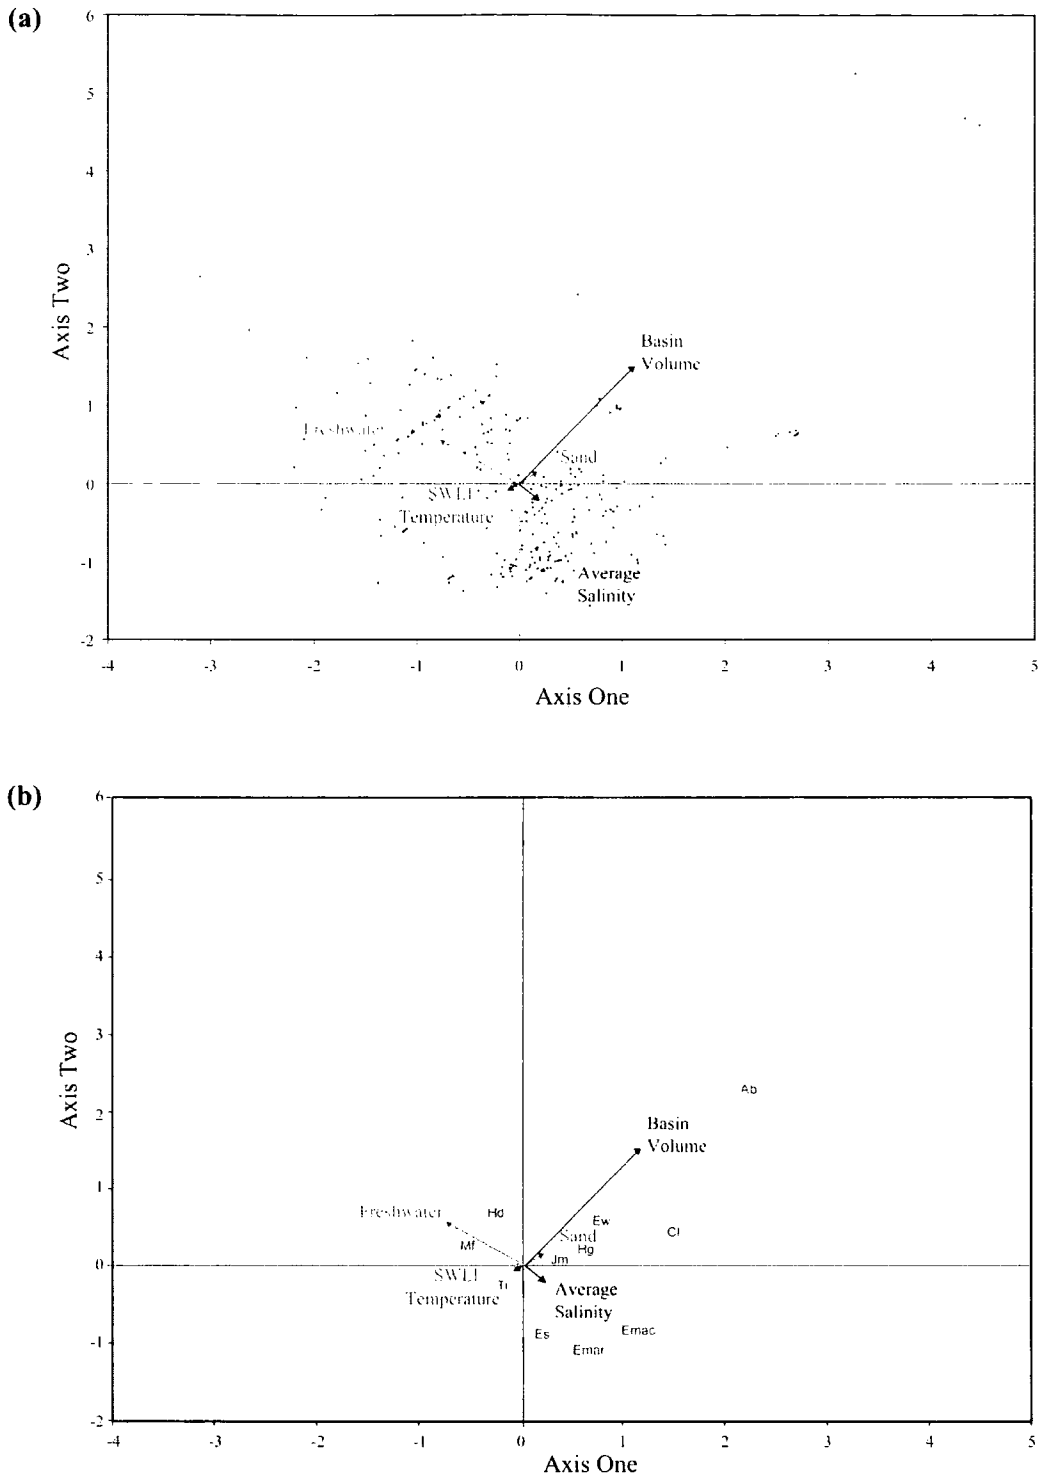 (a)
6
5
4
3
2
1
0
-1
-2
Axis Two
Basin
Volume
Freshwater
Sand
SWLI
Temperature
Average
Salinity
-4 -3 -2 -1 0 1 2 3 4 5
Axis One
(b)
6
5
4
3
2
1
0
-1
-2
Axis Two
Ab
Basin
Volume
Freshwater
Hd
Ew
Sand
Cl
Mf
Hg
Jm
SWLI
Temperature
Average
Salinity
Es
Emac
Emar
-4 -3 -2 -1 0 1 2 3 4 5
Axis One